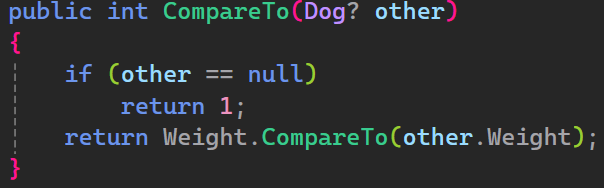 public int CompareTo(Dog? other)
{
    if (other == null)
        return 1;
    return Weight.CompareTo(other.Weight);
}